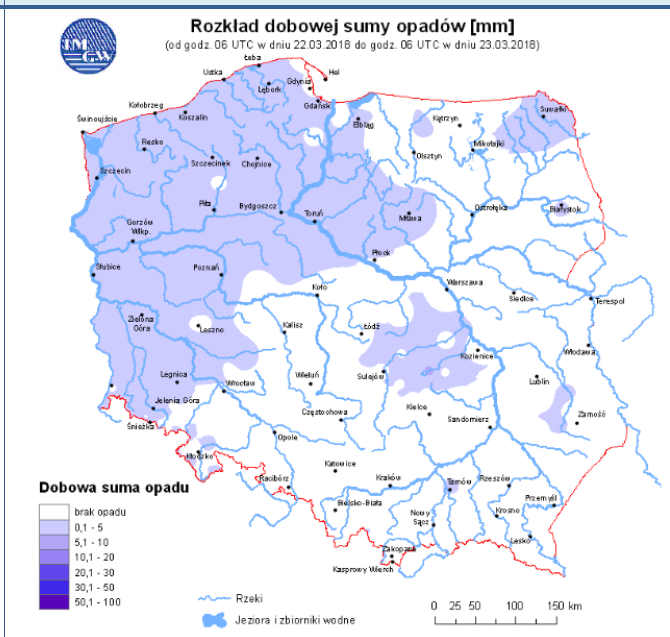 IM
GW
Rozkład dobowej sumy opadów [mm]
(od godz. 06 UTC w dniu 22.03.2018 do godz. 06 UTC w dniu 23.03.2018)
Łeba
Ustka
Hel
Gdynia
Lębork
Gdańsk
Kołobrzeg
Koszalin
Suwałki
Świnoujście
Elbląg
Kętrzyn
Resko
Mikołajki
Szczecinek
Chojnice
Olsztyn
Szczecin
Piła
Bydgoszcz
Ostrołęka
Białystok
Toruń
Mława
Gorzów
Wlkp.
Płock
Słubice
Poznań
Warszawa
Koło
Siedlce
Terespol
Zielona
Góra
Leszno
Kalisz
Łódź
Kozienice
Włodawa
Legnica
Wieluń
Sulejów
Lublin
Wrocław
Jelenia Góra
Kielce
Zamość
Częstochowa
Sandomierz
Śnieżka
Opole
Kłodzko
Katowice
Racibórz
Kraków
Tarnów
Rzeszów
Bielsko-Biała
Przemyśl
Nowy
Sącz
Krosno
Lesko
Zakopane
Kasprowy Wierch
Dobowa suma opadu
brak opadu
0,1 - 5
5,1 - 10
10,1 - 20
20,1 - 30
30,1 - 50
50,1 - 100
Rzeki
Jeziora i zbiorniki wodne
0 25 50 100 150 km